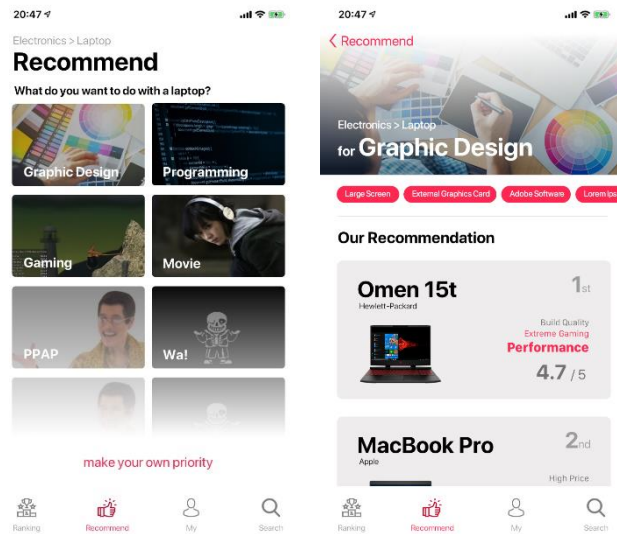 20:47
Electronics > Laptop
Recommend
What do you want to do with a laptop?
Graphic Design
Programming
Gaming
Movie
PPAP
Wa!
make your own priority
Ranking
Recommend
My
Search
20:47
Recommend
Electronics > Laptop
for Graphic Design
Large Screen
External Graphics Card
Adobe Software
Lorem Ips
Our Recommendation
Omen 15t
1st
Hewlett-Packard
Build Quality
Extreme Gaming
Performance
4.7 / 5
MacBook Pro
2nd
Apple
High Price
Ranking
Recommend
My
Search